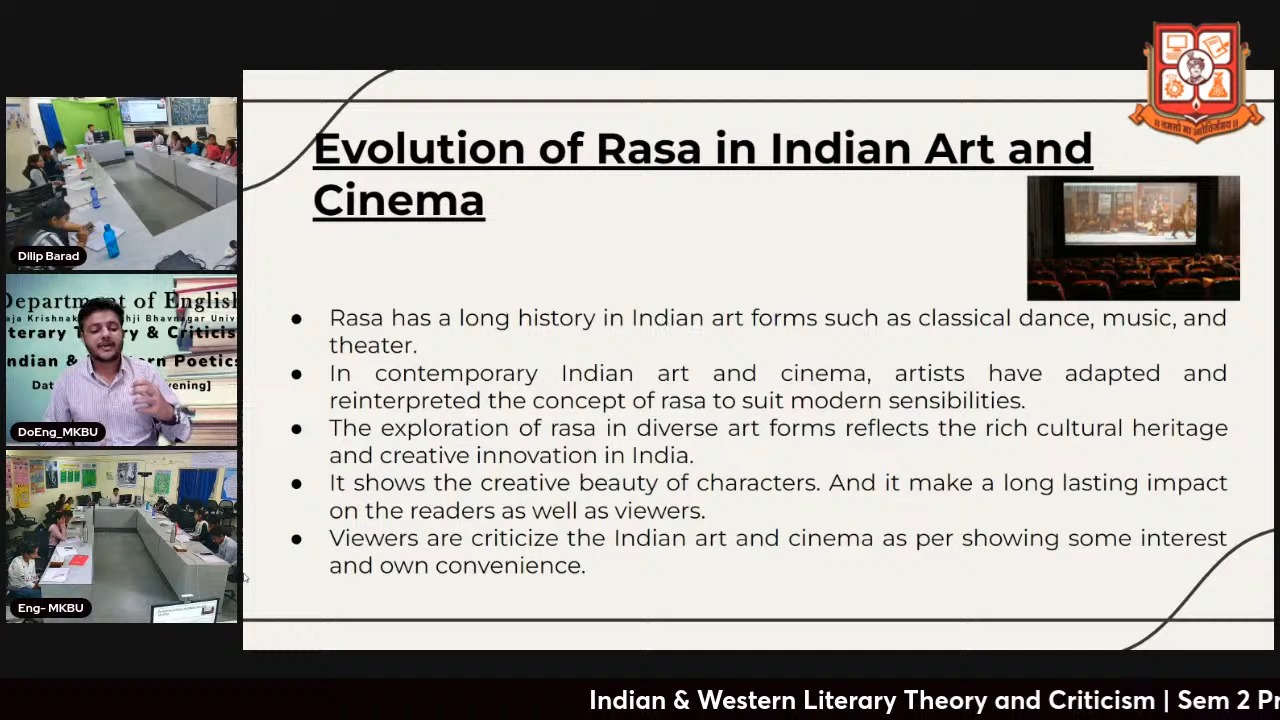 Evolution of Rasa in Indian Art and
Cinema
● Rasa has a long history in Indian art forms such as classical dance, music, and
theater.
● In contemporary Indian art and cinema, artists have adapted and
reinterpreted the concept of rasa to suit modern sensibilities.
● The exploration of rasa in diverse art forms reflects the rich cultural heritage
and creative innovation in India.
● It shows the creative beauty of characters. And it make a long lasting impact
on the readers as well as viewers.
● Viewers are criticize the Indian art and cinema as per showing some interest
and own convenience.
Dilip Barad
Department of English
DoEng_MKBU
Eng- MKBU
Indian & Western Literary Theory and Criticism | Sem 2 Pr